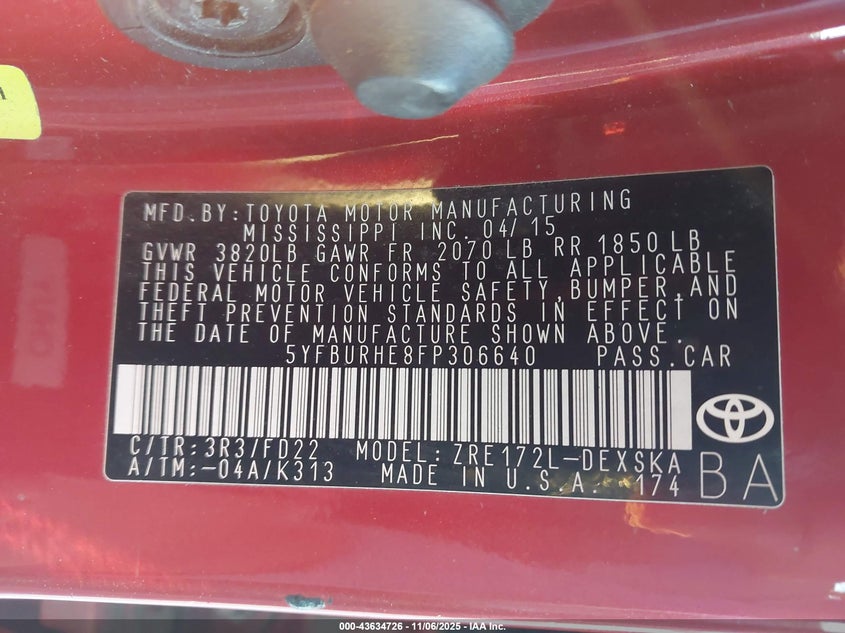 MFD.BY:TOYOTA MOTOR MANUFACTURING
MISSISSIPPI INC. 04/15
GVWR 3820LB GAWR FR 2070 LB RR 1850 LB
THIS VEHICLE CONFORMS TO ALL APPLICABLE
FEDERAL MOTOR VEHICLE SAFETY,BUMPER,AND
THEFT PREVENTION STANDARDS IN EFFECT ON
THE DATE OF MANUFACTURE SHOWN ABOVE.
5YFBURHE8FP306640 PASS.CAR
C/TR:3R37/FD22 MODEL:ZRE172L-DEXSKA
A/TM:-04A/K313 MADE IN U.S.A. 174 BA
000-43634726 - 11/06/2025 - IAA Inc.